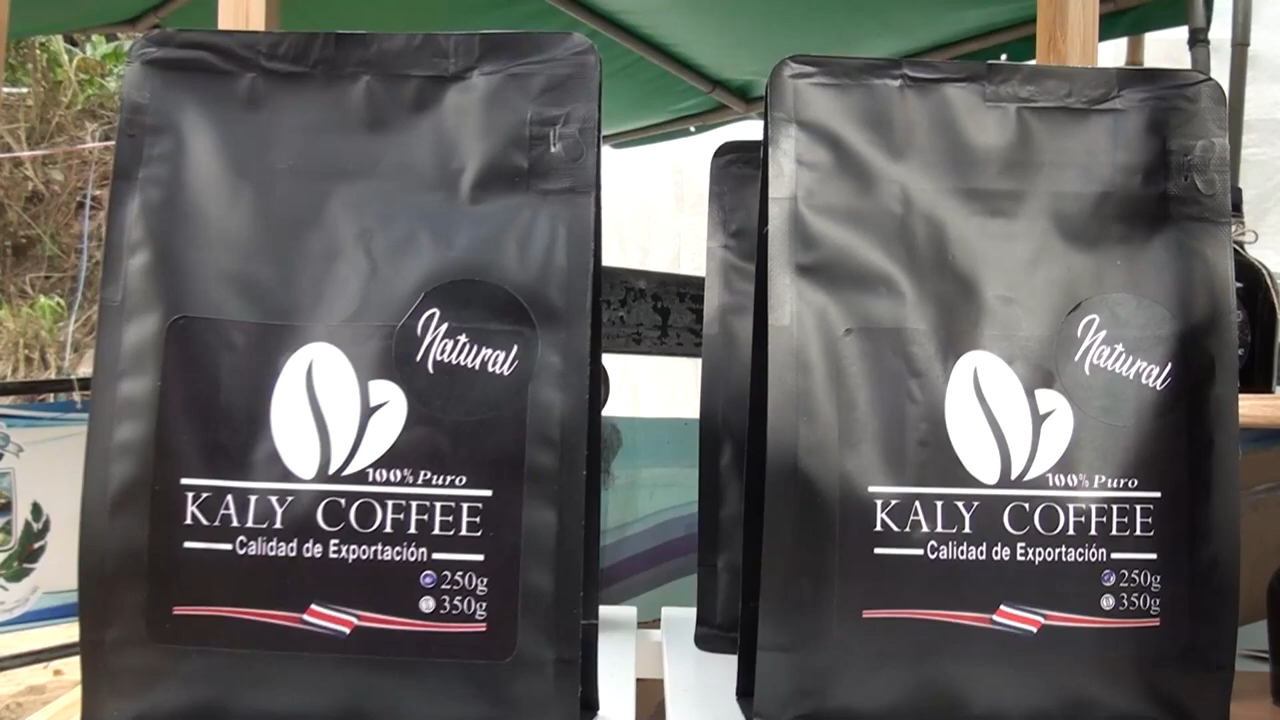 Natural
100% Puro
KALY COFFEE
Calidad de Exportación
250g
350g
Natural
100% Puro
KALY COFFEE
Calidad de Exportación
250g
350g